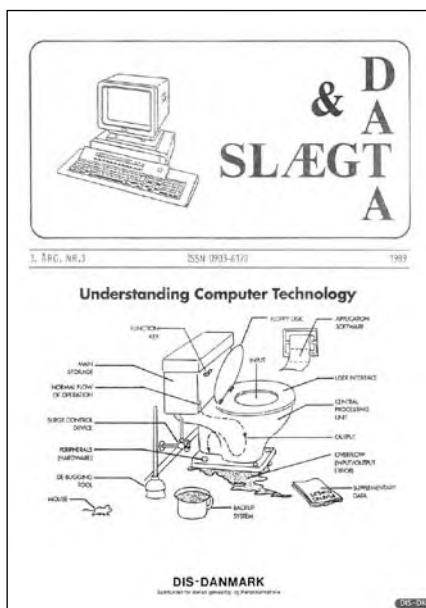 &
DATA
SLÆGT
3. ÅRG. NR.3 ISSN 0903-6172 1989
Understanding Computer Technology
FUNCTION KEY
FLOPPY DISK
APPLICATION SOFTWARE
MAIN STORAGE
INPUT
USER INTERFACE
NORMAL FLOW OF OPERATION
CENTRAL PROCESSING UNIT
SURGE CONTROL DEVICE
OUTPUT
PERIPHERALS (HARDWARE)
OVERFLOW (INPUT/OUTPUT ERROR)
DE-BUGGING TOOL
SUPPLEMENTARY DATA
MOUSE
BACKUP SYSTEM
DIS-DANMARK
DIS-DK